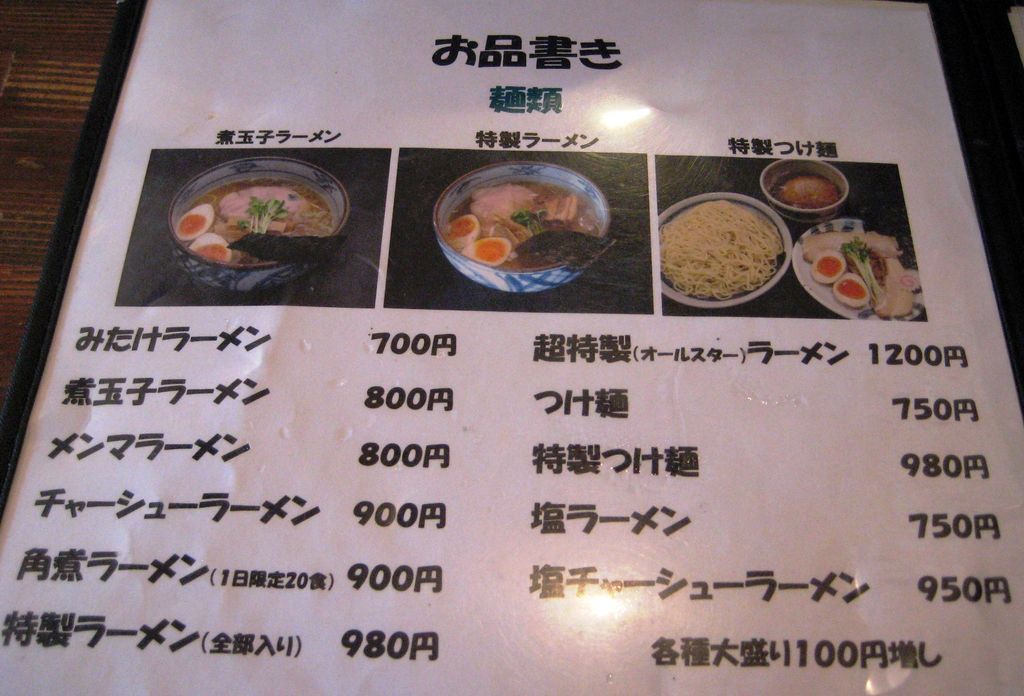 お品書き
麺類
煮玉子ラーメン
特製ラーメン
特製つけ麺
みたけラーメン 700円
煮玉子ラーメン 800円
メンマラーメン 800円
チャーシューラーメン 900円
角煮ラーメン(1日限定20食) 900円
特製ラーメン(全部入り) 980円
超特製(オールスター)ラーメン 1200円
つけ麺 750円
特製つけ麺 980円
塩ラーメン 750円
塩チャーシューラーメン 950円
各種大盛り100円増し